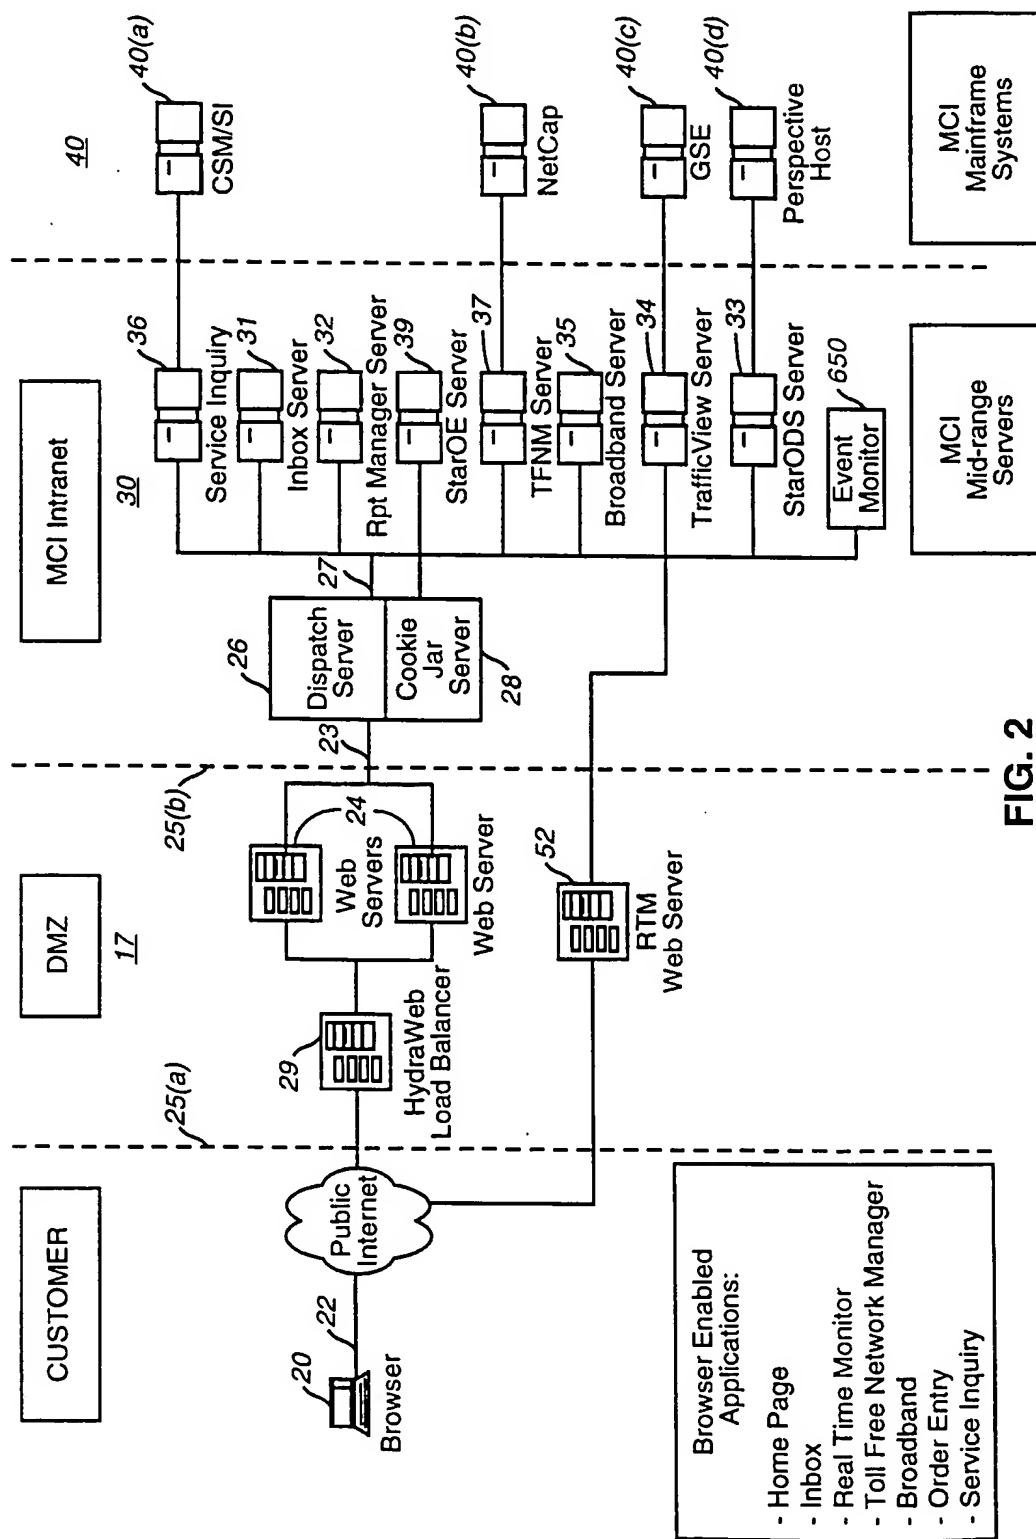 CUSTOMER
DMZ
MCI Intranet
17
30
40
25(a)
25(b)
20
22
Browser
Public
Internet
29
HydraWeb
Load Balancer
24
Web
Servers
Web Server
52
RTM
Web Server
23
26
Dispatch
Server
27
Cookie
Jar
Server
28
36
Service Inquiry
31
Inbox Server
32
Rpt Manager Server
39
StarOE Server
37
TFNM Server
35
Broadband Server
34
TrafficView Server
33
StarODS Server
650
Event
Monitor
40(a)
CSM/SI
40(b)
NetCap
40(c)
GSE
40(d)
Perspective
Host
Browser Enabled
Applications:
- Home Page
- Inbox
- Real Time Monitor
- Toll Free Network Manager
- Broadband
- Order Entry
- Service Inquiry
MCI
Mid-range
Servers
MCI
Mainframe
Systems
FIG. 2